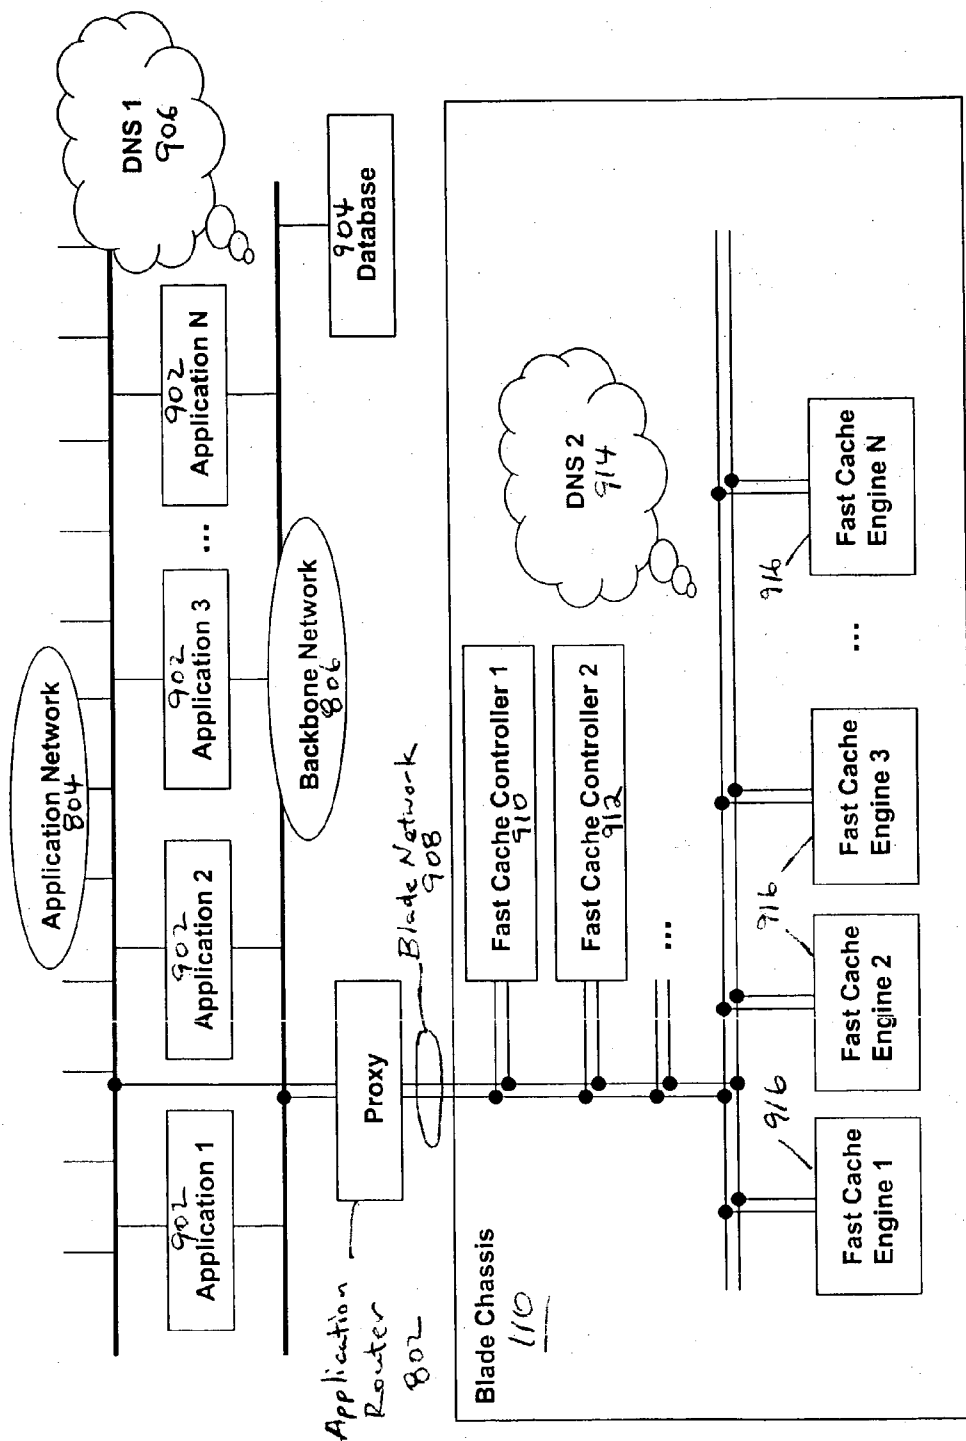 Application Network
804
DNS 1
906
902
Application 1
902
Application 2
902
Application 3
...
902
Application N
Backbone Network
806
904
Database
Application
Router
802
Proxy
Blade Network
908
Blade Chassis
110
Fast Cache Controller 1
910
Fast Cache Controller 2
912
...
DNS 2
914
916
Fast Cache
Engine 1
Fast Cache
Engine 2
916
Fast Cache
Engine 3
...
916
Fast Cache
Engine N